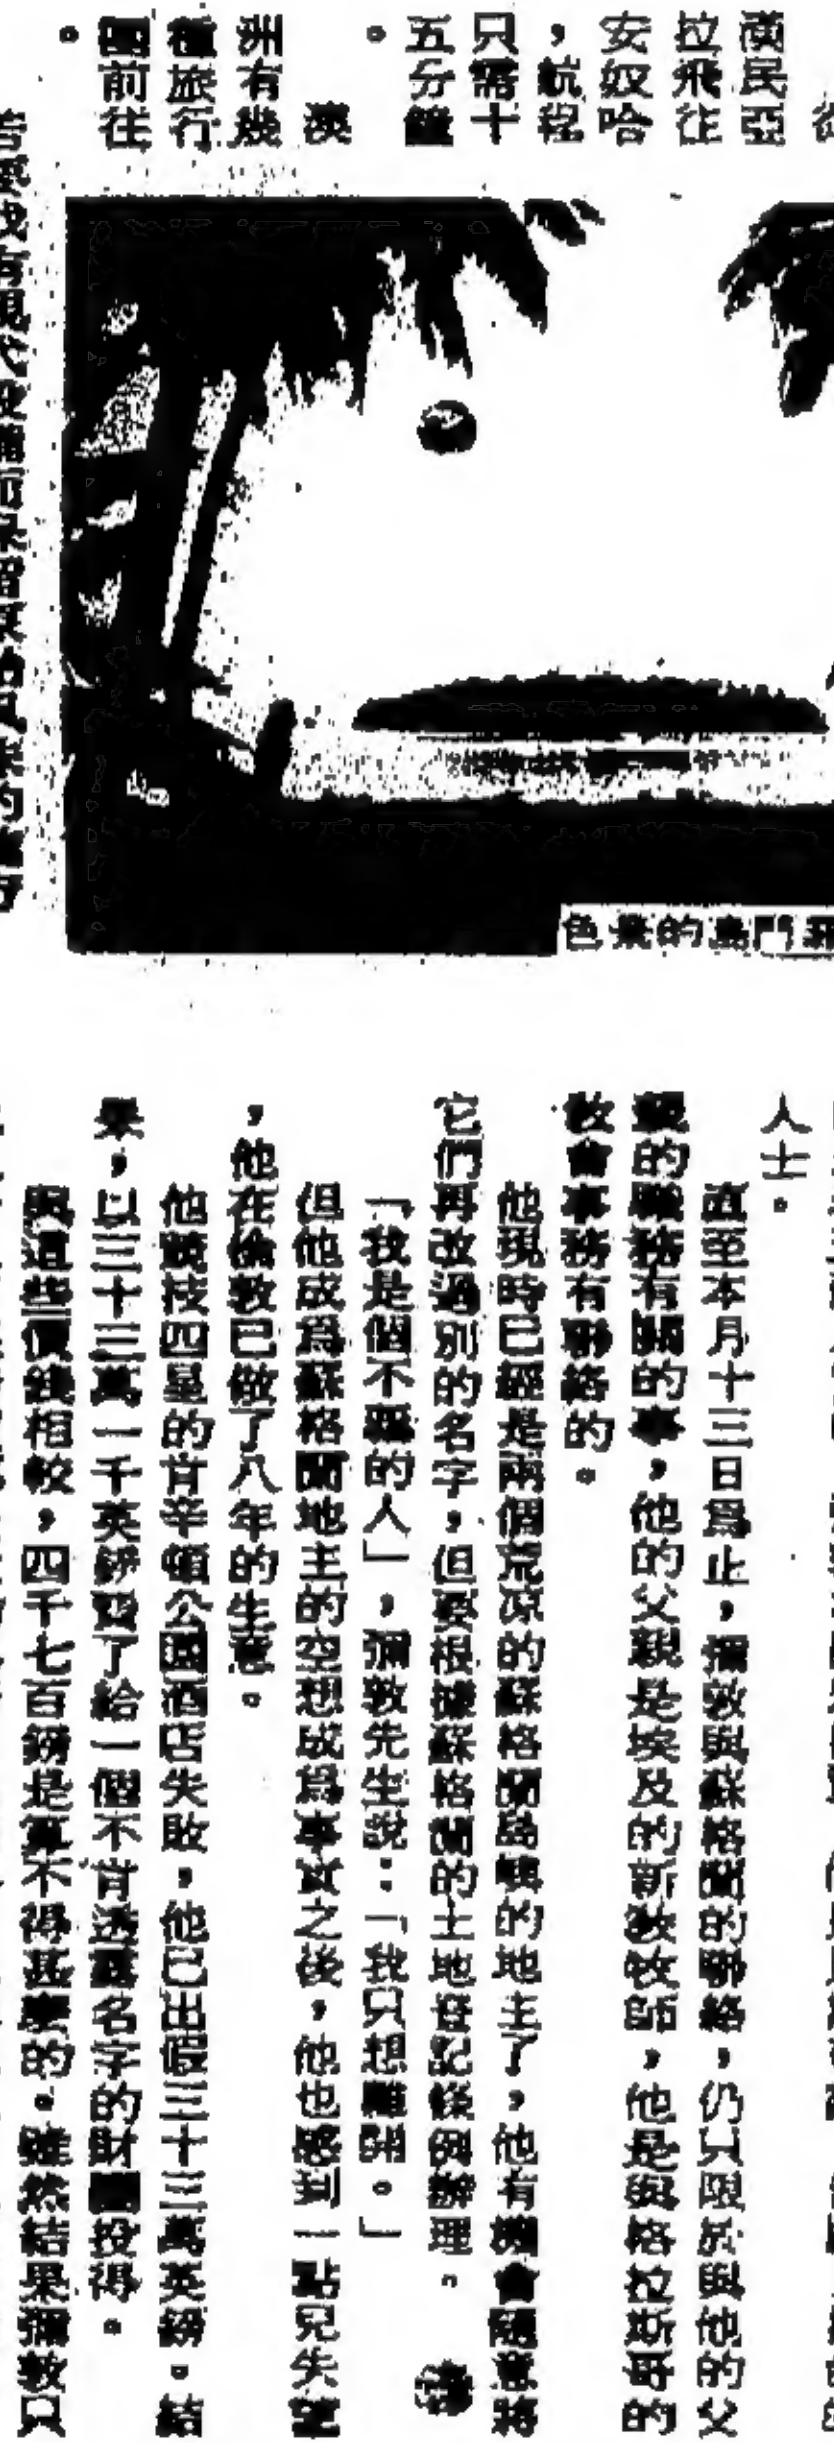 漢民亞
拉飛往
安奴哈
，航程
只需十
五分鐘
。
漢
洲有幾
種旅行
團前往
。
色景的島門
人士。
直至本月十三日爲止，彌敦與蘇格蘭的聯絡，仍只限於與他的父
親的職務有關的事，他的父親是埃及的新教牧師，他是與格拉斯哥的
教會事務有聯絡的。
他現時已經是兩個荒涼的蘇格蘭島嶼的地主了，他有機會隨意將
它們再改過別的名字，但要根據蘇格蘭的土地登記條例辦理。
「我是個不羈的人」，彌敦先生說：「我只想離開。」
但他成爲蘇格蘭地主的空想成爲事實之後，他也感到一點兒失望
，他在倫敦已做了八年的生意。
他競投四星的肯辛頓公園酒店失敗，他已出假三十三萬英鎊。結
果，以三十三萬一千英鎊賣了給一個不肯透露名字的財團投得。
與這些價錢相較，四千七百鎊是算不得甚麼的。雖然結果彌敦只